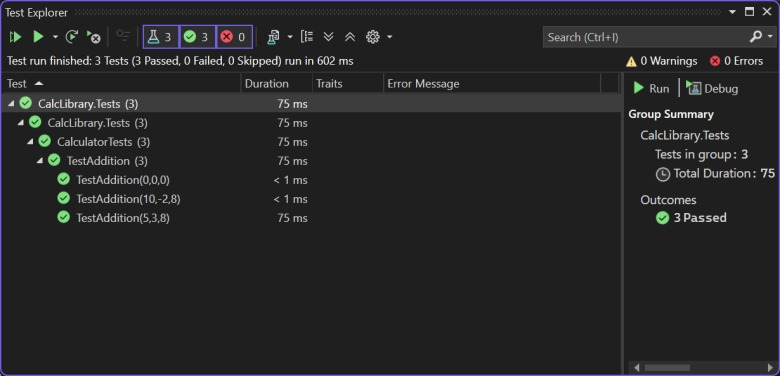 Test Explorer
3 3 0
Search (Ctrl+I)
Test run finished: 3 Tests (3 Passed, 0 Failed, 0 Skipped) run in 602 ms
0 Warnings 0 Errors
Test Duration Traits Error Message
CalcLibrary.Tests (3) 75 ms
CalcLibrary.Tests (3) 75 ms
CalculatorTests (3) 75 ms
TestAddition (3) 75 ms
TestAddition(0,0,0) < 1 ms
TestAddition(10,-2,8) < 1 ms
TestAddition(5,3,8) 75 ms
Run Debug
Group Summary
CalcLibrary.Tests
Tests in group: 3
Total Duration: 75
Outcomes
3 Passed